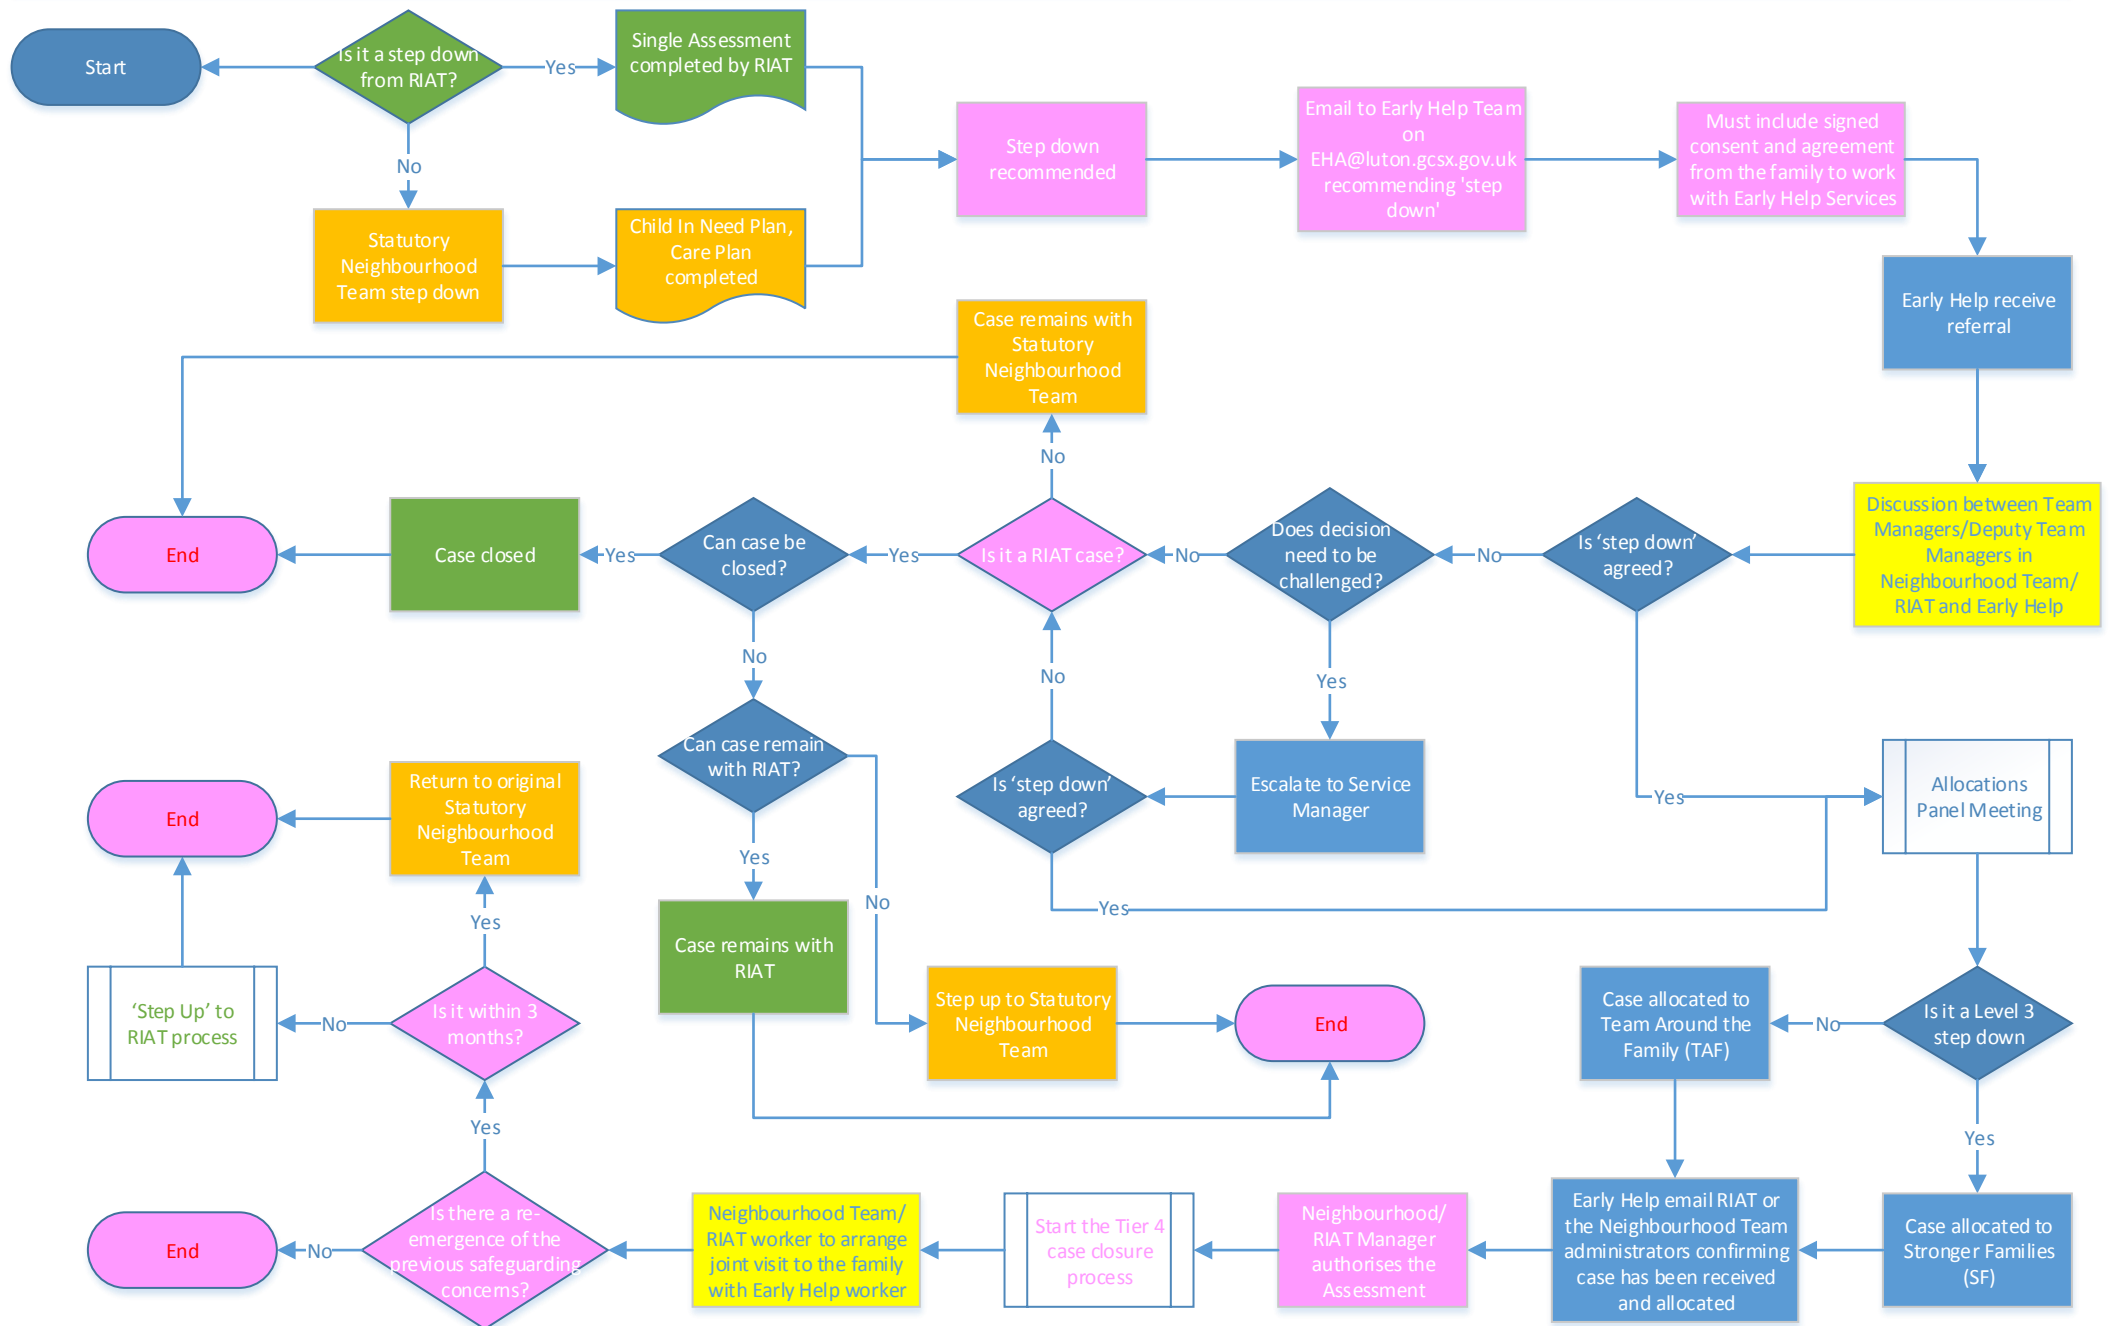 Start
Is it a step down
from RIAT?
Yes
Single Assessment
completed by RIAT
No
Statutory
Neighbourhood
Team step down
Child In Need Plan,
Care Plan
completed
Step down
recommended
Email to Early Help Team
on
EHA@luton.gcsx.gov.uk
recommending 'step
down'
Must include signed
consent and agreement
from the family to work
with Early Help Services
Early Help receive
referral
Case remains with
Statutory
Neighbourhood
Team
No
End
Case closed
Yes
Can case be
closed?
Yes
Is it a RIAT case?
No
Does decision
need to be
challenged?
No
Is ‘step down’
agreed?
Discussion between Team
Managers/Deputy Team
Managers in
Neighbourhood Team/
RIAT and Early Help
No
No
Yes
Can case remain
with RIAT?
Is ‘step down’
agreed?
Escalate to Service
Manager
Yes
Allocations
Panel Meeting
End
Return to original
Statutory
Neighbourhood
Team
Yes
No
Yes
Yes
Case remains with
RIAT
‘Step Up’ to
RIAT process
No
Is it within 3
months?
Step up to Statutory
Neighbourhood
Team
End
Case allocated to
Team Around the
Family (TAF)
No
Is it a Level 3
step down
Yes
Yes
End
No
Is there a re-
emergence of the
previous safeguarding
concerns?
Neighbourhood Team/
RIAT worker to arrange
joint visit to the family
with Early Help worker
Start the Tier 4
case closure
process
Neighbourhood/
RIAT Manager
authorises the
Assessment
Early Help email RIAT or
the Neighbourhood Team
administrators confirming
case has been received
and allocated
Case allocated to
Stronger Families
(SF)